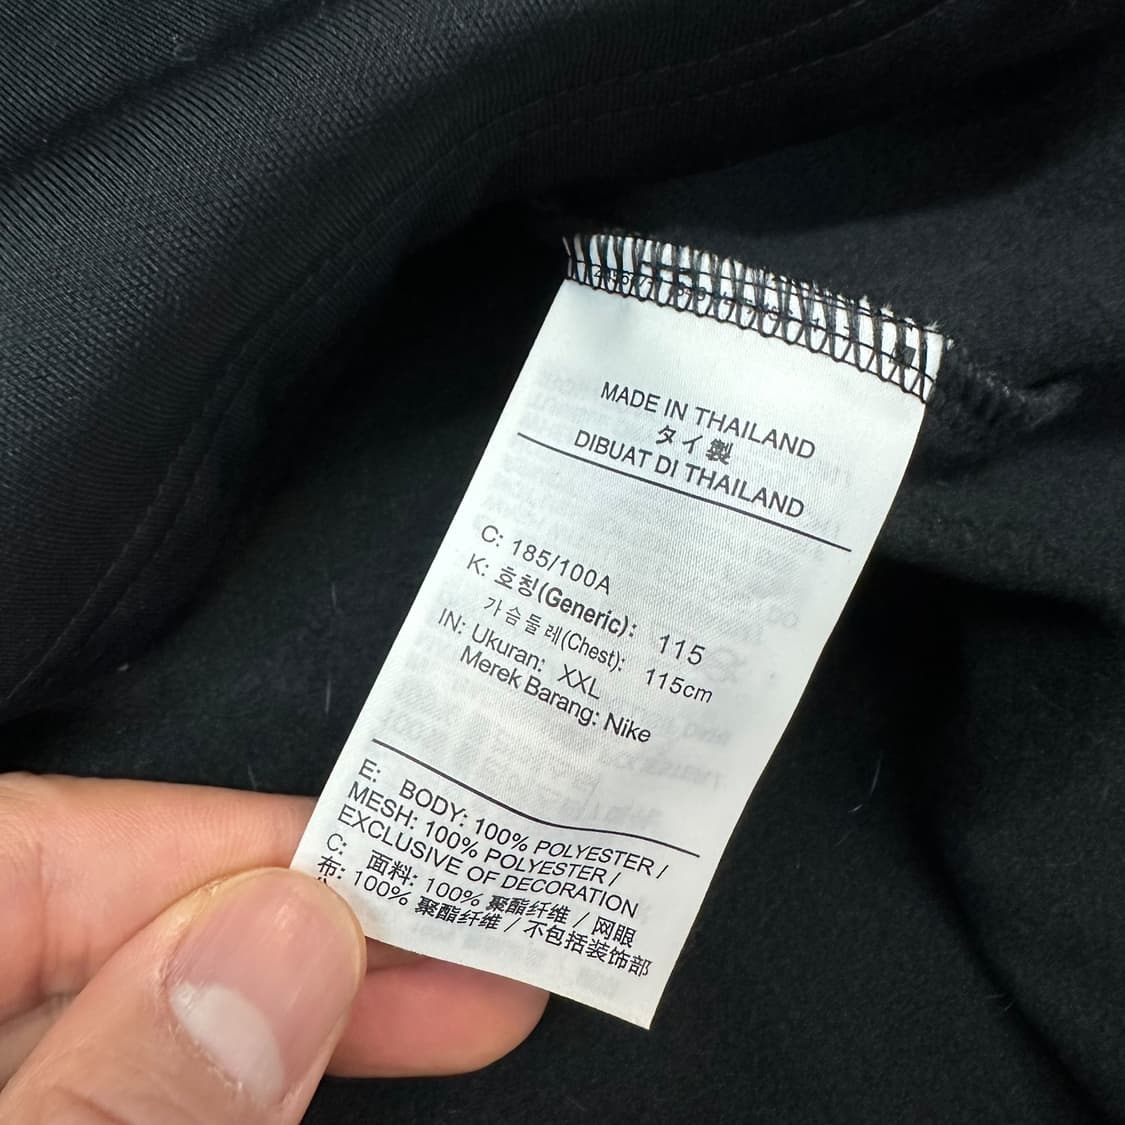 MADE IN THAILAND
タイ製
DIBUAT DI THAILAND
C: 185/100A
K: 호칭(Generic): 115
가슴둘레(Chest): 115cm
IN: Ukuran: XXL
Merek Barang: Nike
E: BODY: 100% POLYESTER /
MESH: 100% POLYESTER /
EXCLUSIVE OF DECORATION
C: 面料: 100% 聚酯纤维 / 网眼
布: 100% 聚酯纤维 / 不包括装饰部